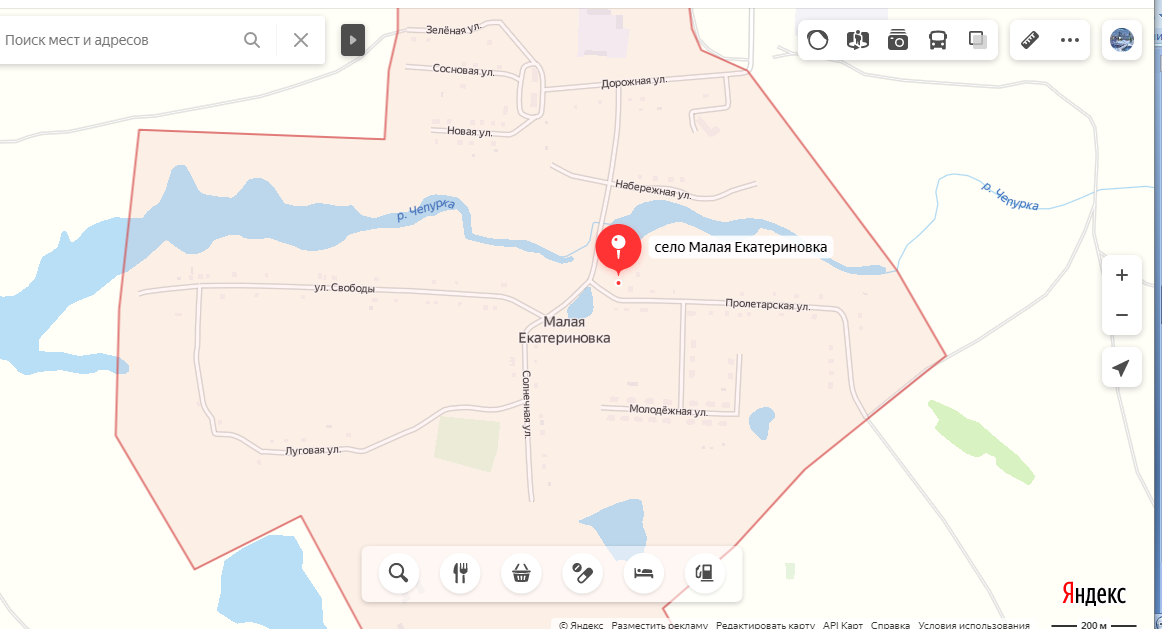 Зелёная ул.
Поиск мест и адресов
Сосновая ул.
Дорожная ул.
Новая ул.
Набережная ул.
р. Чепурка
р. Чепурка
село Малая Екатериновка
ул. Свободы
Пролетарская ул.
Малая
Екатериновка
Солнечная ул.
Молодёжная ул.
Луговая ул.
Яндекс
© Яндекс Разместить рекламу Редактировать карту API Карт Справка Условия использования 200 м